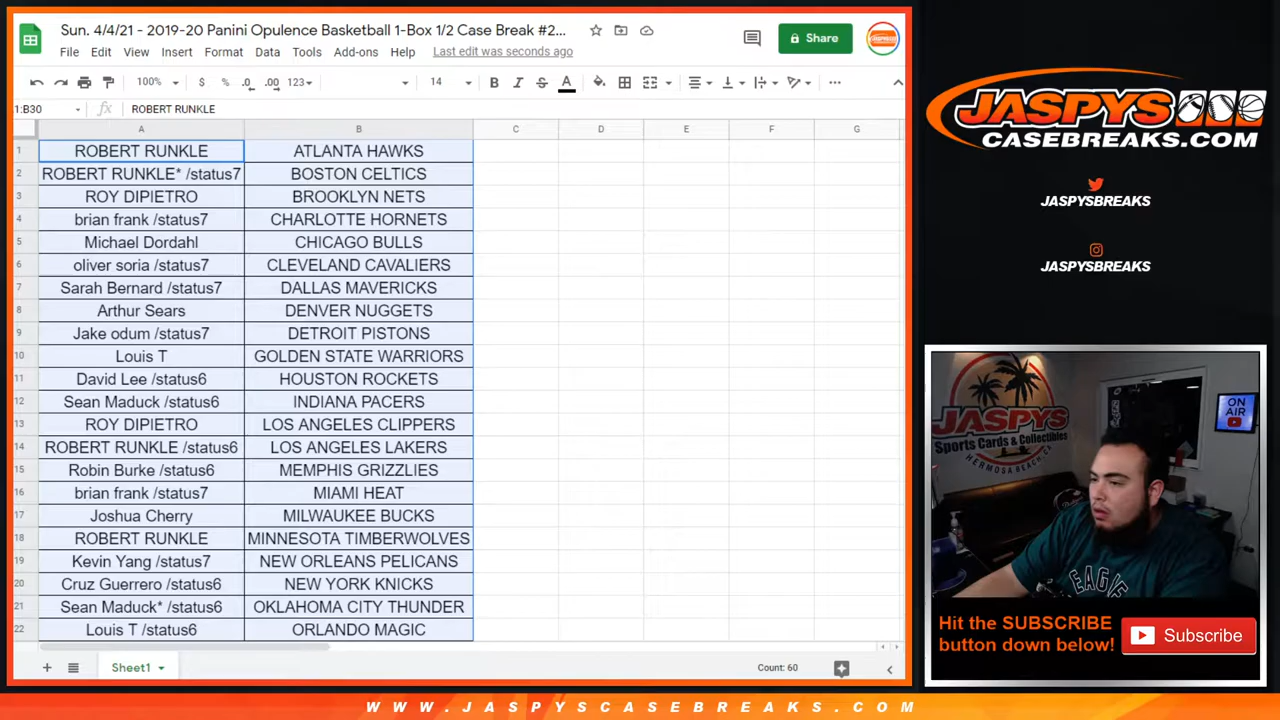 Sun. 4/4/21 - 2019-20 Panini Opulence Basketball 1-Box 1/2 Case Break #2...
File Edit View Insert Format Data Tools Add-ons Help Last edit was seconds ago
Share
100% $ % .0 .00 123 14 B I S A
1:B30 fx ROBERT RUNKLE
A B C D E F G
1 ROBERT RUNKLE ATLANTA HAWKS
2 ROBERT RUNKLE* /status7 BOSTON CELTICS
3 ROY DIPIETRO BROOKLYN NETS
4 brian frank /status7 CHARLOTTE HORNETS
5 Michael Dordahl CHICAGO BULLS
6 oliver soria /status7 CLEVELAND CAVALIERS
7 Sarah Bernard /status7 DALLAS MAVERICKS
8 Arthur Sears DENVER NUGGETS
9 Jake odum /status7 DETROIT PISTONS
10 Louis T GOLDEN STATE WARRIORS
11 David Lee /status6 HOUSTON ROCKETS
12 Sean Maduck /status6 INDIANA PACERS
13 ROY DIPIETRO LOS ANGELES CLIPPERS
14 ROBERT RUNKLE /status6 LOS ANGELES LAKERS
15 Robin Burke /status6 MEMPHIS GRIZZLIES
16 brian frank /status7 MIAMI HEAT
17 Joshua Cherry MILWAUKEE BUCKS
18 ROBERT RUNKLE MINNESOTA TIMBERWOLVES
19 Kevin Yang /status7 NEW ORLEANS PELICANS
20 Cruz Guerrero /status6 NEW YORK KNICKS
21 Sean Maduck* /status6 OKLAHOMA CITY THUNDER
22 Louis T /status6 ORLANDO MAGIC
Sheet1 Count: 60
JASPYS
CASEBREAKS.COM
JASPYSBREAKS
JASPYSBREAKS
JASPYS
Sports Cards & Collectibles
HERMOSA BEACH, CA
ON AIR
LEAGUE
Hit the SUBSCRIBE
button down below!
Subscribe
WWW.JASPYSCASEBREAKS.COM